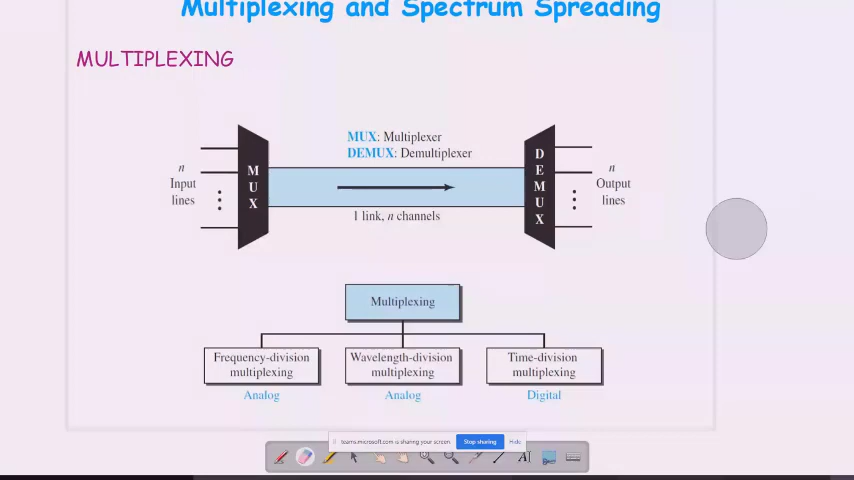 Multiplexing and Spectrum Spreading
MULTIPLEXING
MUX: Multiplexer
DEMUX: Demultiplexer
n
Input
lines
M
U
X
D
E
M
U
X
n
Output
lines
1 link, n channels
Multiplexing
Frequency-division
multiplexing
Wavelength-division
multiplexing
Time-division
multiplexing
Analog
Analog
Digital
teams.microsoft.com is sharing your screen.
Stop sharing
Hide